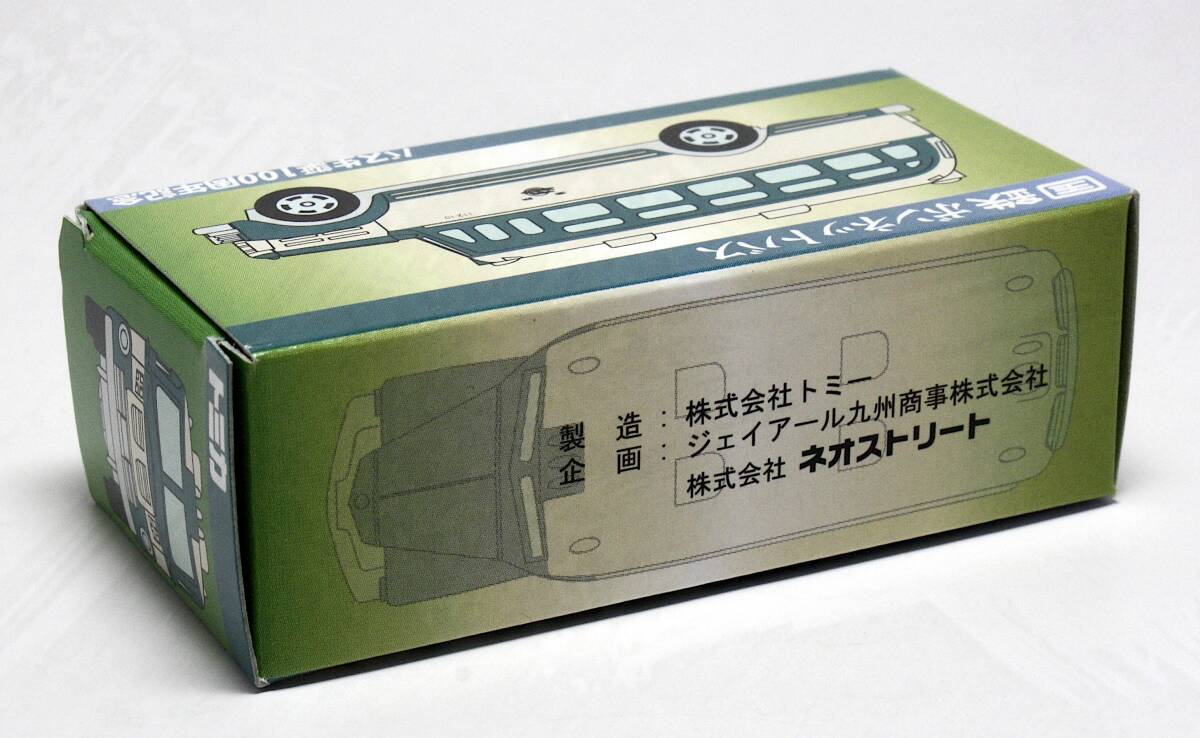 バス生誕100周年記念
国鉄ボンネットバス
トミカ
製 造：株式会社トミー
企 画：ジェイアール九州商事株式会社
株式会社 ネオストリート